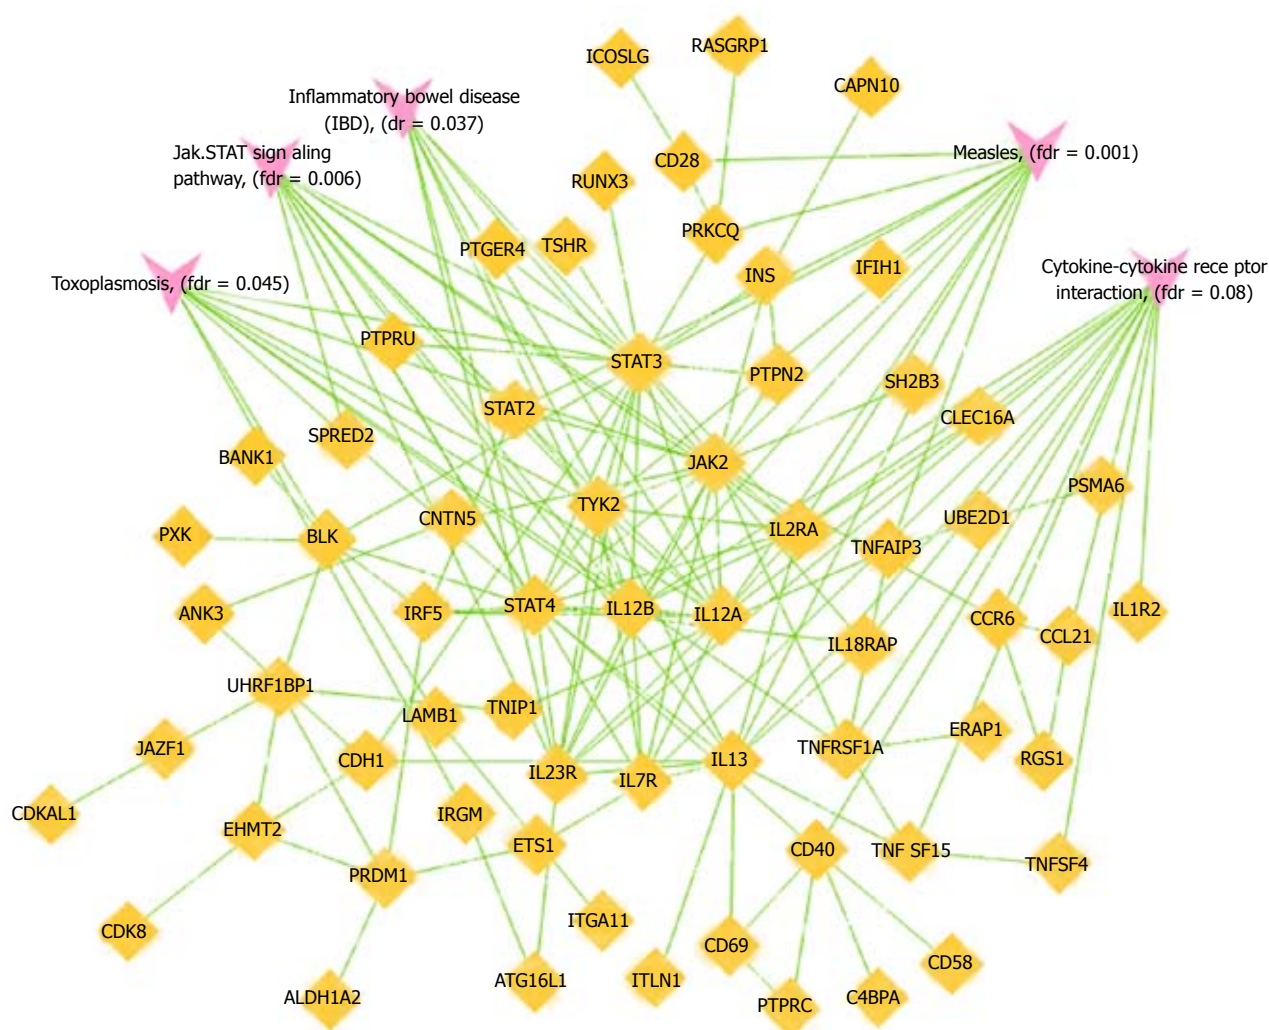 ICOSLG
RASGRP1
CAPN10
Inflammatory bowel disease
(IBD), (dr = 0.037)
Jak.STAT sign aling
pathway, (fdr = 0.006)
CD28
Measles, (fdr = 0.001)
RUNX3
PRKCQ
PTGER4
TSHR
INS
IFIH1
Cytokine-cytokine rece ptor
interaction, (fdr = 0.08)
Toxoplasmosis, (fdr = 0.045)
PTPRU
STAT3
PTPN2
SH2B3
STAT2
CLEC16A
SPRED2
BANK1
JAK2
PSMA6
TYK2
CNTN5
UBE2D1
IL2RA
PXK
BLK
TNFAIP3
ANK3
IRF5
STAT4
IL12B
IL12A
CCR6
IL1R2
CCL21
IL18RAP
UHRF1BP1
LAMB1
TNIP1
ERAP1
JAZF1
CDH1
TNFRSF1A
IL23R
IL7R
IL13
RGS1
CDKAL1
IRGM
EHMT2
ETS1
CD40
TNF SF15
TNFSF4
PRDM1
CDK8
ITGA11
CD69
CD58
ALDH1A2
ATG16L1
ITLN1
PTPRC
C4BPA